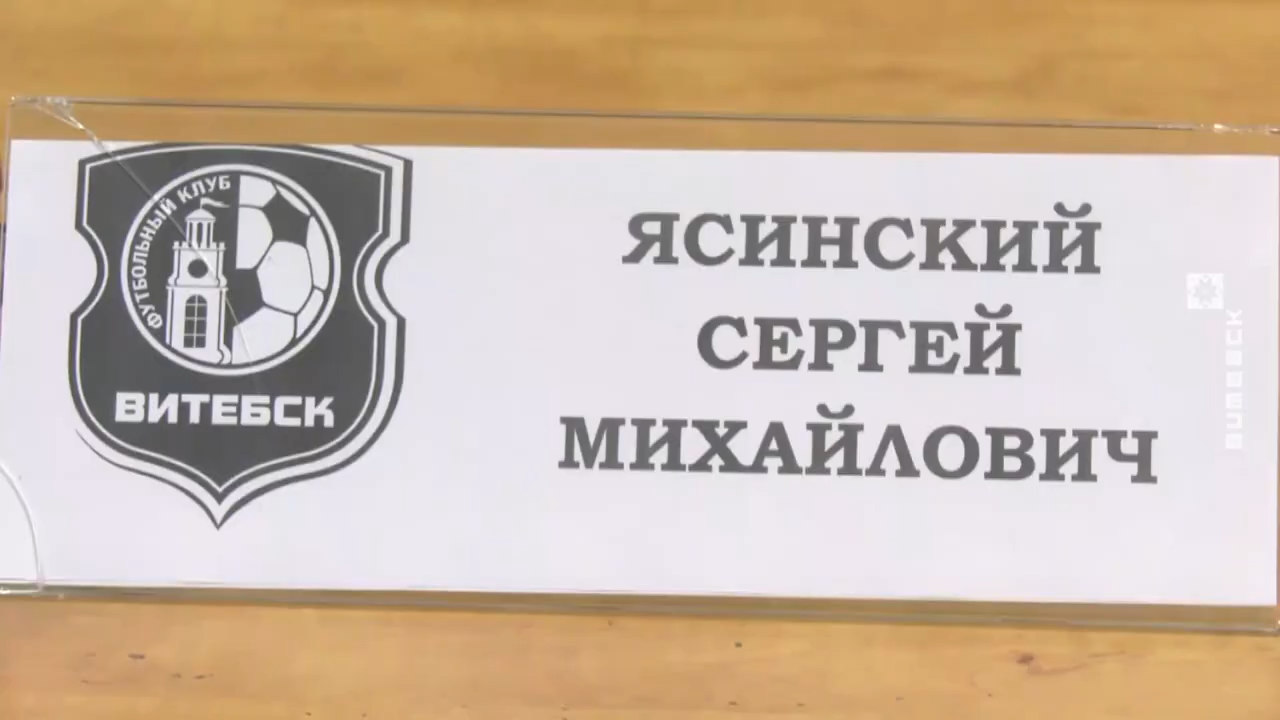 ФУТБОЛЬНЫЙ КЛУБ
ВИТЕБСК
ЯСИНСКИЙ
СЕРГЕЙ
МИХАЙЛОВИЧ
ВИТЕБСК